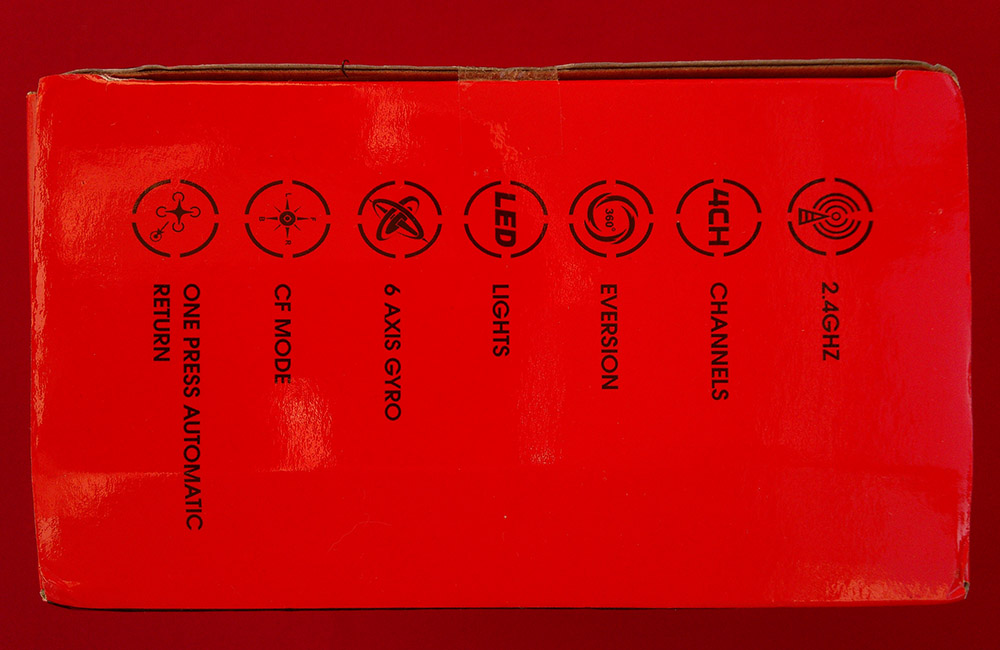 2.4GHZ
4CH
CHANNELS
360°
EVERSION
LED
LIGHTS
6 AXIS GYRO
CF MODE
ONE PRESS AUTOMATIC
RETURN